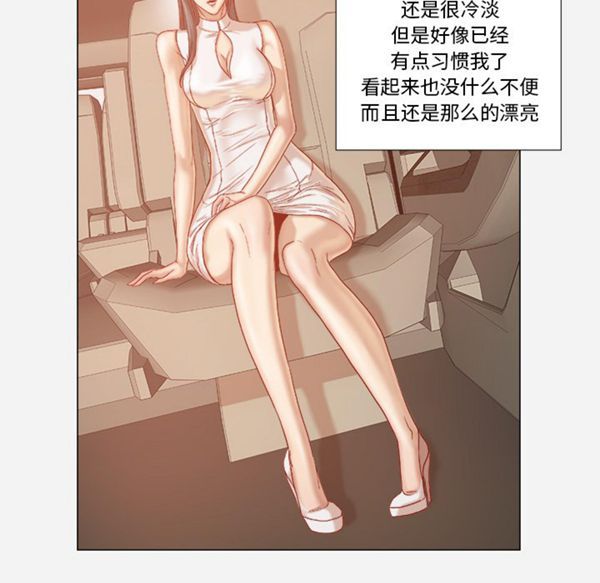 还是很冷淡
但是好像已经
有点习惯我了
看起来也没什么不便
而且还是那么的漂亮